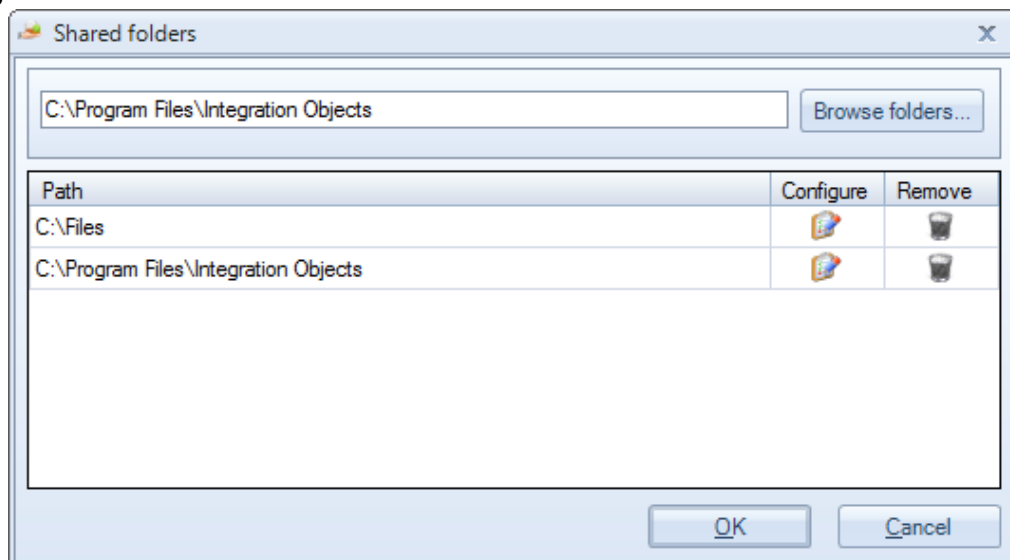 Shared folders
C:\Program Files\Integration Objects
Browse folders...
Path Configure Remove
C:\Files
C:\Program Files\Integration Objects
OK Cancel